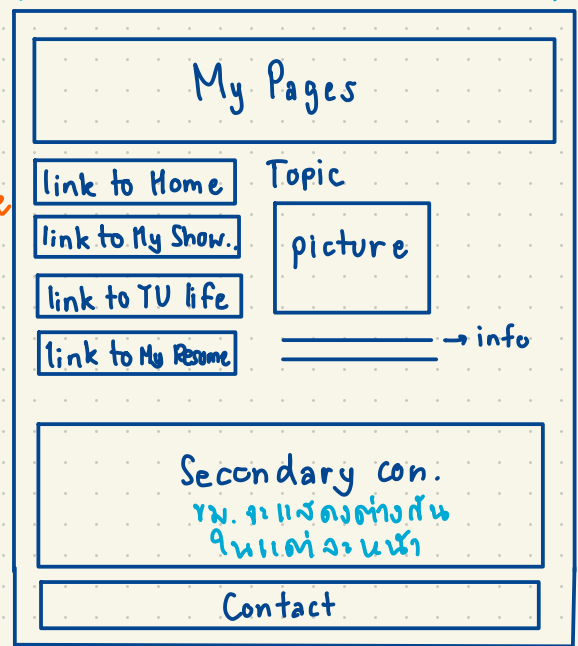 My Pages
link to Home
link to My Show..
link to TU life
link to My Resume
Topic
picture
→ info
Secondary con.
ขม. จะแสดงต่างกัน
ในแต่ละหน้า
Contact